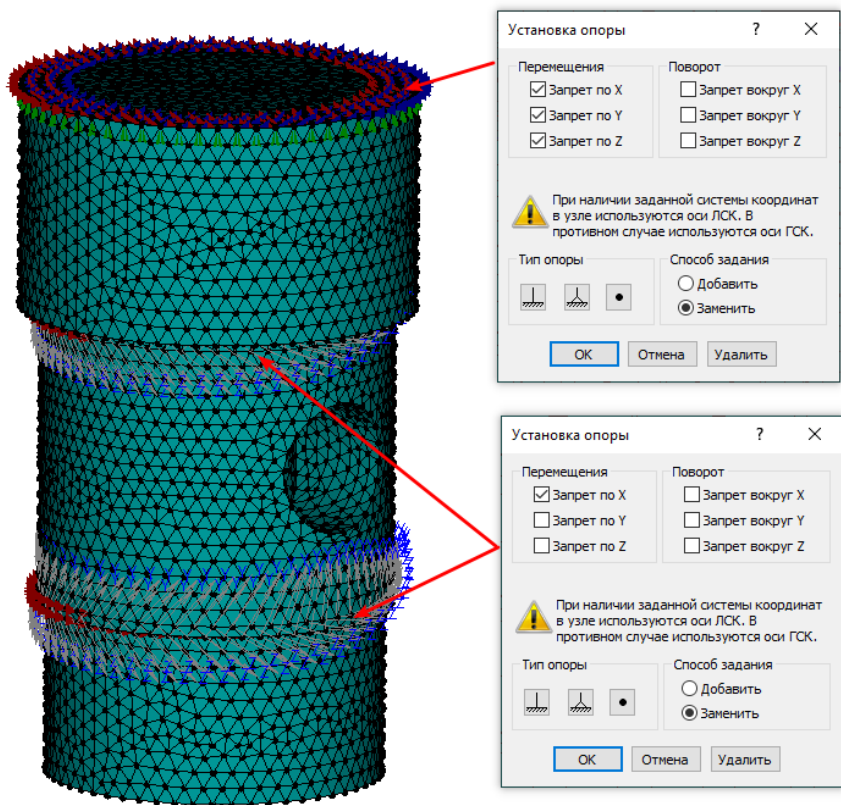 Установка опоры
?
Перемещения
Поворот
Запрет по X
Запрет вокруг X
Запрет по Y
Запрет вокруг Y
Запрет по Z
Запрет вокруг Z
При наличии заданной системы координат
в узле используются оси ЛСК. В
противном случае используются оси ГСК.
Тип опоры
Способ задания
Добавить
Заменить
ОК
Отмена
Удалить
Установка опоры
?
Перемещения
Поворот
Запрет по X
Запрет вокруг X
Запрет по Y
Запрет вокруг Y
Запрет по Z
Запрет вокруг Z
При наличии заданной системы координат
в узле используются оси ЛСК. В
противном случае используются оси ГСК.
Тип опоры
Способ задания
Добавить
Заменить
ОК
Отмена
Удалить